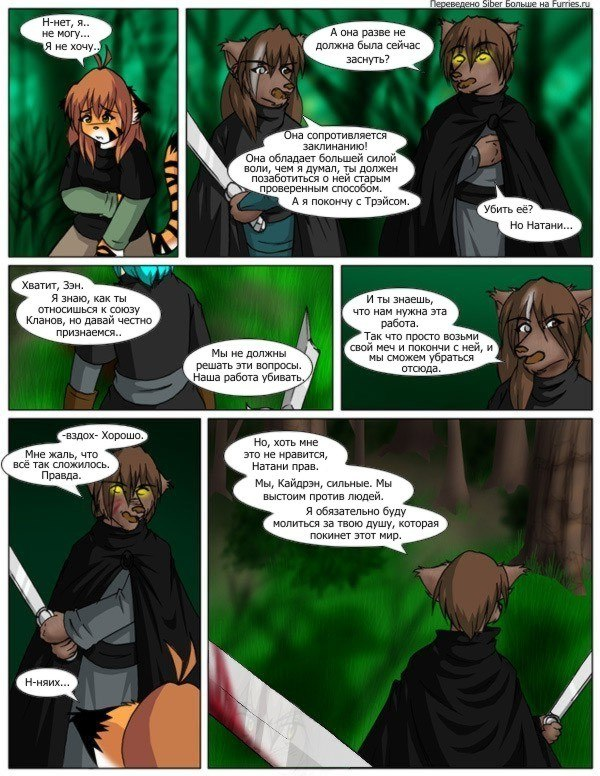 Переведено Siber Больше на Furries.ru
Н-нет, я..
не могу...
Я не хочу..
А она разве не
должна была сейчас
заснуть?
Она сопротивляется
заклинанию!
Она обладает большей силой
воли, чем я думал, ты должен
позаботиться о ней старым
проверенным способом.
А я покончу с Трэйсом.
Убить её?
Но Натани...
Хватит, Зэн.
Я знаю, как ты
относишься к союзу
Кланов, но давай честно
признаемся..
Мы не должны
решать эти вопросы.
Наша работа убивать.
И ты знаешь,
что нам нужна эта
работа.
Так что просто возьми
свой меч и покончи с ней, и
мы сможем убраться
отсюда.
-вздох- Хорошо.
Мне жаль, что
всё так сложилось.
Правда.
Н-няих...
Но, хоть мне
это не нравится,
Натани прав.
Мы, Кайдрэн, сильные. Мы
выстоим против людей.
Я обязательно буду
молиться за твою душу, которая
покинет этот мир.